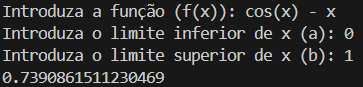 Introduza a função (f(x)): cos(x) - x
Introduza o limite inferior de x (a): 0
Introduza o limite superior de x (b): 1
0.7390861511230469